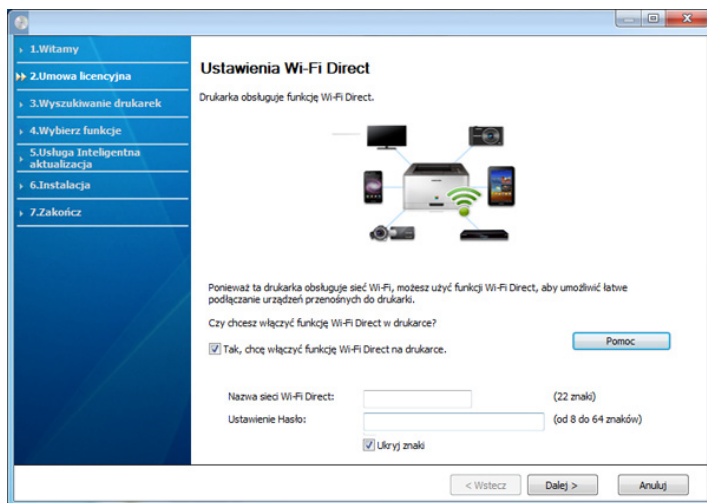 1.Witamy
2.Umowa licencyjna
3.Wyszukiwanie drukarek
4.Wybierz funkcje
5.Usługa Inteligentna
aktualizacja
6.Instalacja
7.Zakończ
Ustawienia Wi-Fi Direct
Drukarka obsługuje funkcję Wi-Fi Direct.
Ponieważ ta drukarka obsługuje sieć Wi-Fi, możesz użyć funkcji Wi-Fi Direct, aby umożliwić łatwe
podłączanie urządzeń przenośnych do drukarki.
Czy chcesz włączyć funkcję Wi-Fi Direct w drukarce?
Tak, chcę włączyć funkcję Wi-Fi Direct na drukarce.
Pomoc
Nazwa sieci Wi-Fi Direct: (22 znaki)
Ustawienie Hasło: (od 8 do 64 znaków)
Ukryj znaki
< Wstecz Dalej > Anuluj